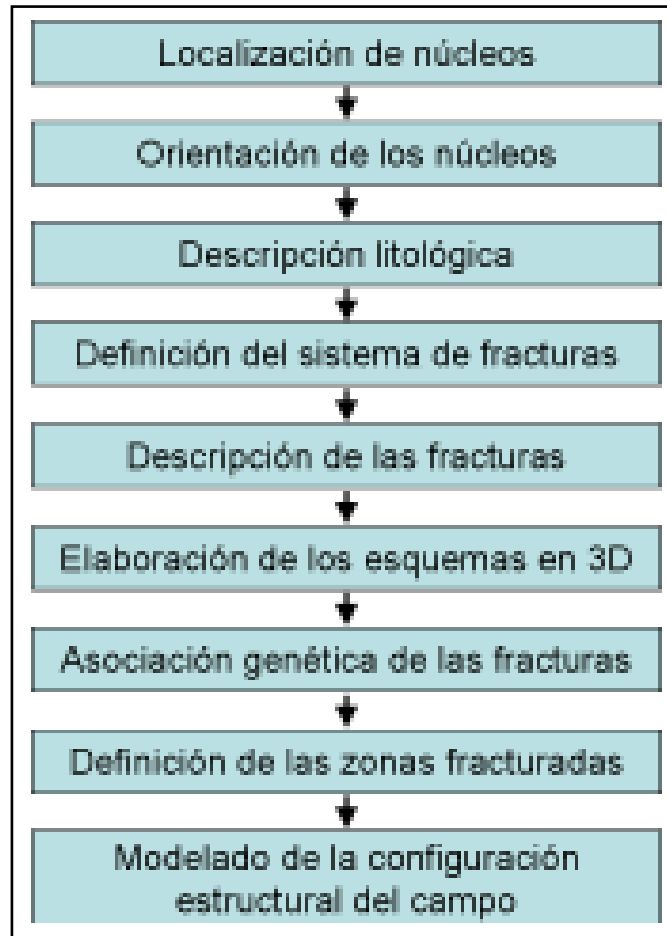 Localización de núcleos
Orientación de los núcleos
Descripción litológica
Definición del sistema de fracturas
Descripción de las fracturas
Elaboración de los esquemas en 3D
Asociación genética de las fracturas
Definición de las zonas fracturadas
Modelado de la configuración
estructural del campo